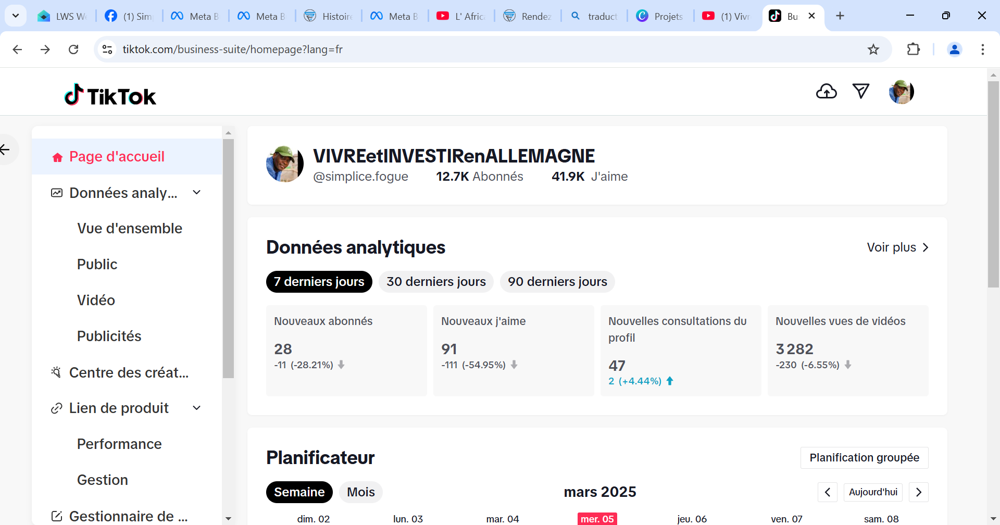 LWS We
(1) Sim
Meta B
Meta B
Histoire
Meta B
L' Afric
Rendez
traduct
Projets
(1) Vivr
Bu
tiktok.com/business-suite/homepage?lang=fr
TikTok
Page d'accueil
Données analy...
Vue d'ensemble
Public
Vidéo
Publicités
Centre des créat...
Lien de produit
Performance
Gestion
Gestionnaire de ...
VIVREetINVESTIRenALLEMAGNE
@simplice.fogue 12.7K Abonnés 41.9K J'aime
Données analytiques
Voir plus
7 derniers jours 30 derniers jours 90 derniers jours
Nouveaux abonnés
28
-11 (-28.21%)
Nouveaux j'aime
91
-111 (-54.95%)
Nouvelles consultations du
profil
47
2 (+4.44%)
Nouvelles vues de vidéos
3 282
-230 (-6.55%)
Planificateur
Planification groupée
Semaine Mois
mars 2025
Aujourd'hui
dim. 02 lun. 03 mar. 04 mer. 05 jeu. 06 ven. 07 sam. 08